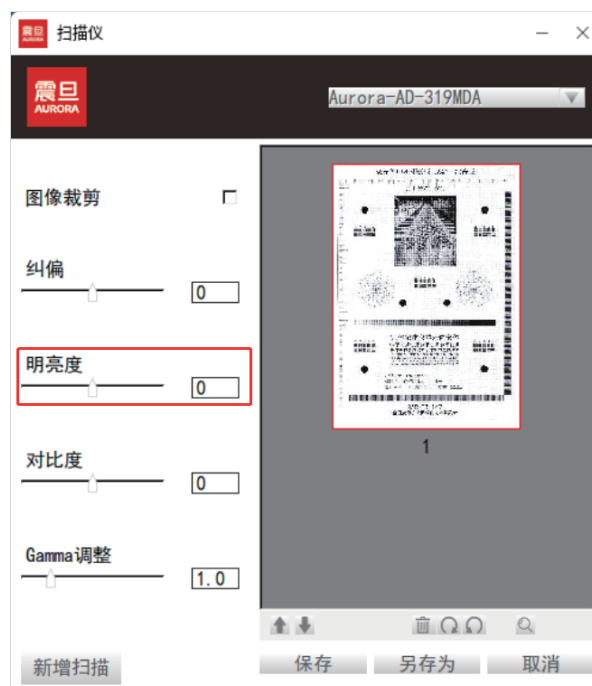 震旦
AURORA
扫描仪
震旦
AURORA
Aurora-AD-319MDA
图像裁剪
纠偏
0
明亮度
0
对比度
0
Gamma调整
1.0
1
新增扫描
保存
另存为
取消